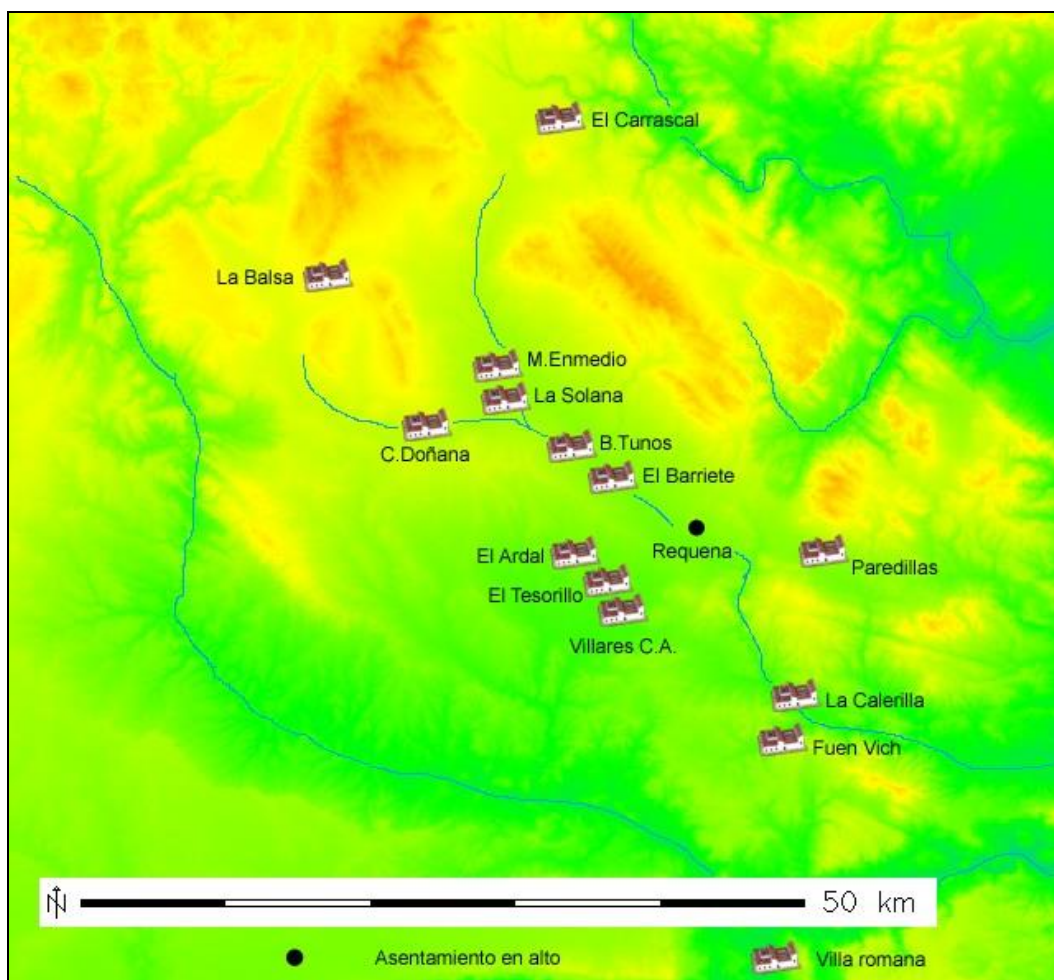 El Carrascal
La Balsa
M.Enmedio
La Solana
C.Doñana
B.Tunos
El Barriete
Requena
El Ardal
Paredillas
El Tesorillo
Villares C.A.
La Calerilla
Fuen Vich
N 50 km
Asentamiento en alto Villa romana